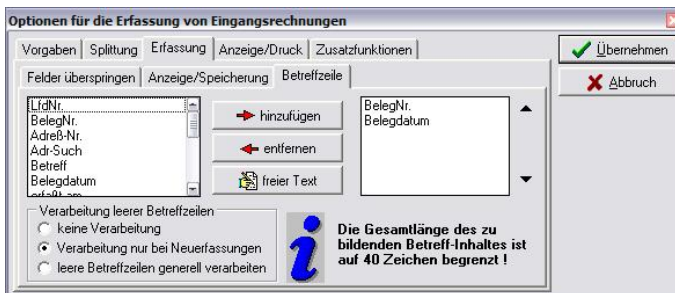 Optionen für die Erfassung von Eingangsrechnungen
Vorgaben Splittung Erfassung Anzeige/Druck Zusatzfunktionen
Übernehmen
Abbruch
Felder überspringen Anzeige/Speicherung Betreffzeile
LfdNr.
BelegNr.
Adreß-Nr.
Adr-Such
Betreff
Belegdatum
erfaßt am
hinzufügen
entfernen
freier Text
BelegNr.
Belegdatum
Verarbeitung leerer Betreffzeilen
keine Verarbeitung
Verarbeitung nur bei Neuerfassungen
leere Betreffzeilen generell verarbeiten
Die Gesamtlänge des zu
bildenden Betreff-Inhaltes ist
auf 40 Zeichen begrenzt !